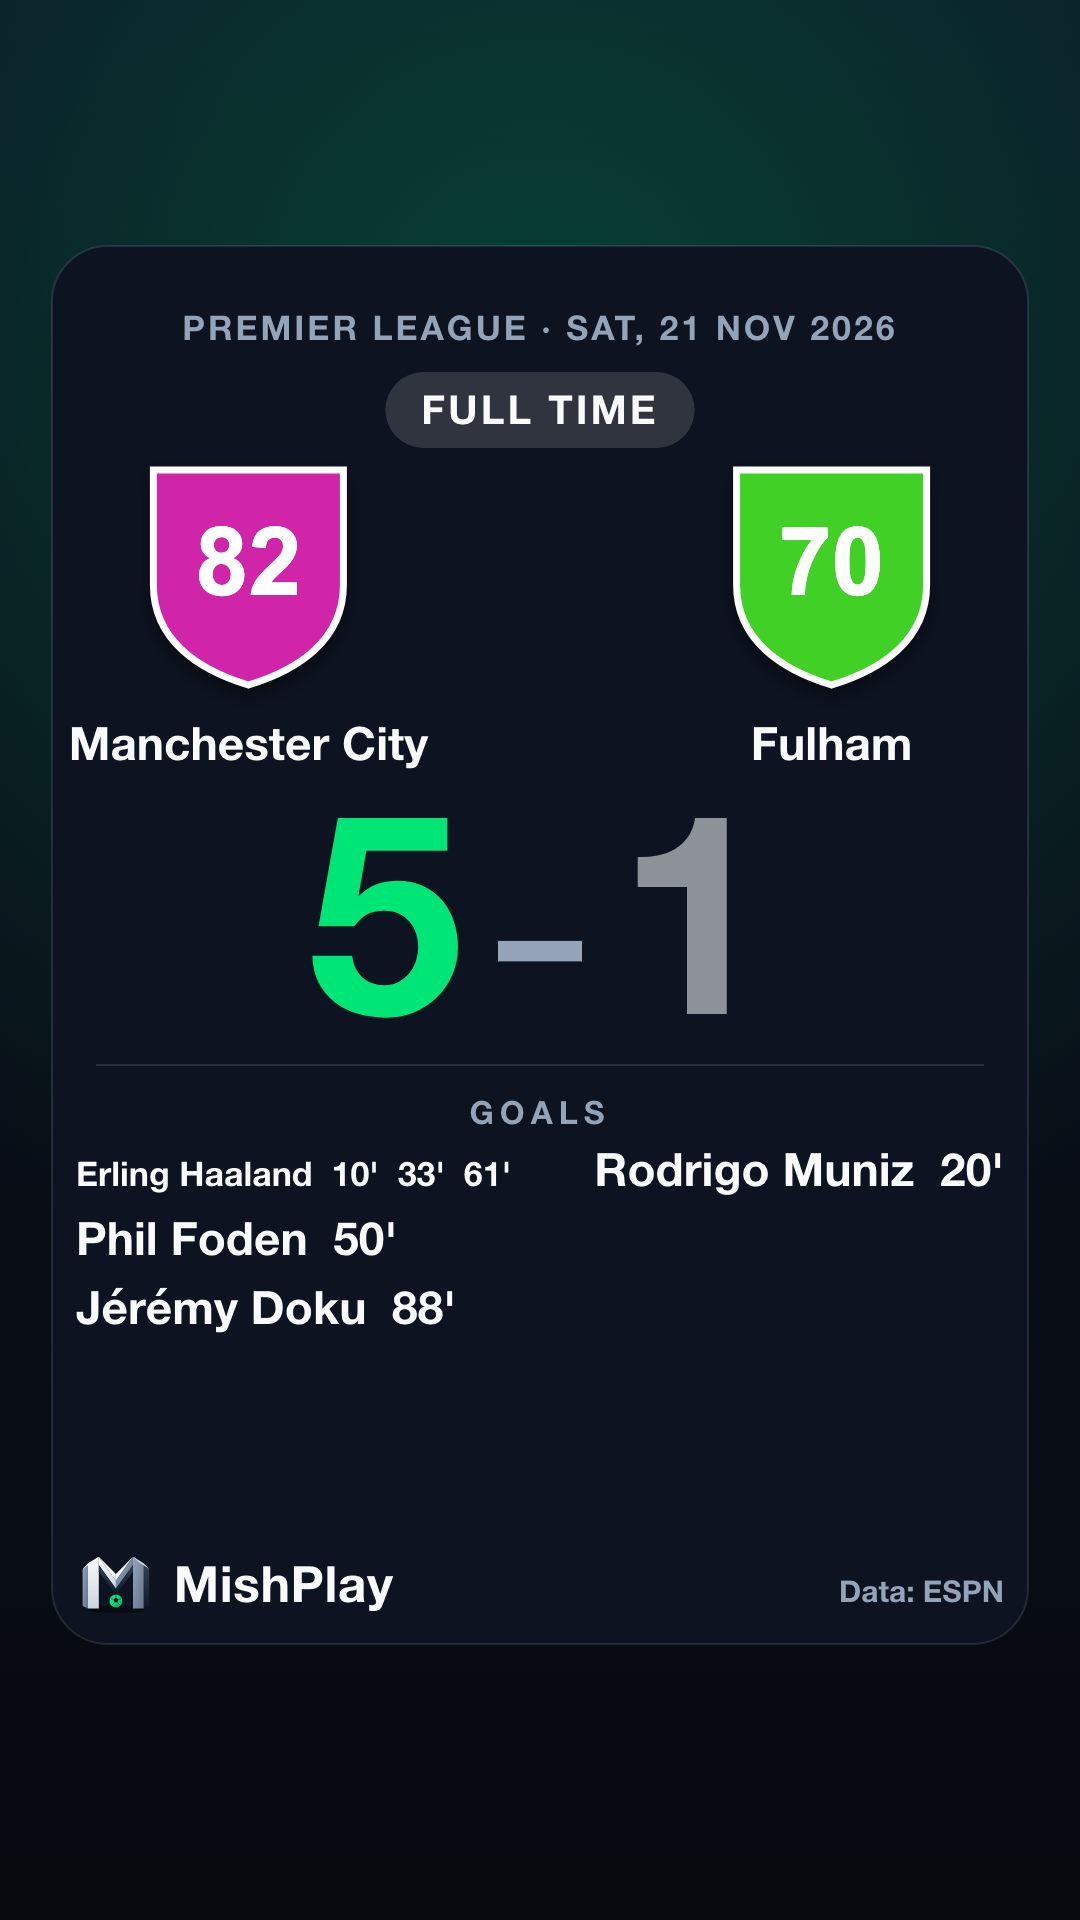 PREMIER LEAGUE · SAT, 21 NOV 2026
FULL TIME
82 70
Manchester City Fulham
5 – 1
GOALS
Erling Haaland 10' 33' 61' Rodrigo Muniz 20'
Phil Foden 50'
Jérémy Doku 88'
MishPlay Data: ESPN